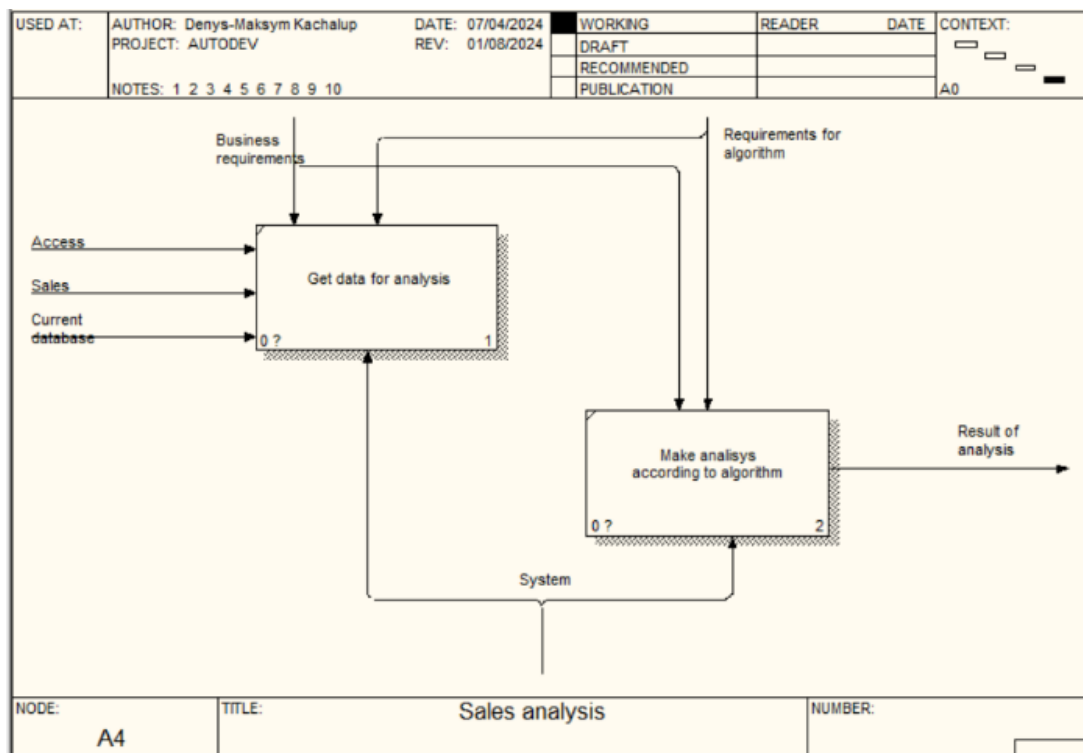 USED AT:
AUTHOR: Denys-Maksym Kachalup
DATE: 07/04/2024
PROJECT: AUTODEV
REV: 01/08/2024
NOTES: 1 2 3 4 5 6 7 8 9 10
WORKING
DRAFT
RECOMMENDED
PUBLICATION
READER DATE
CONTEXT:
A0
Business
requirements
Requirements for
algorithm
Access
Sales
Current
database
Get data for analysis
0 ?
1
Make analisys
according to algorithm
0 ?
2
Result of
analysis
System
NODE:
A4
TITLE:
Sales analysis
NUMBER: